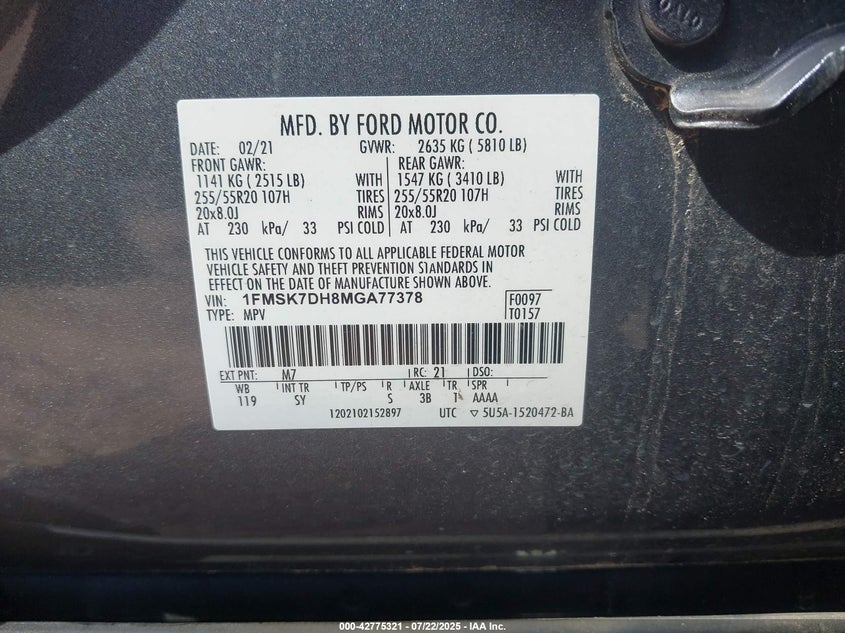 MFD. BY FORD MOTOR CO.
DATE: 02/21 GVWR: 2635 KG ( 5810 LB)
FRONT GAWR: REAR GAWR:
1141 KG ( 2515 LB) WITH 1547 KG ( 3410 LB) WITH
255/55R20 107H TIRES 255/55R20 107H TIRES
20x8.0J RIMS 20x8.0J RIMS
AT 230 kPa/ 33 PSI COLD AT 230 kPa/ 33 PSI COLD
THIS VEHICLE CONFORMS TO ALL APPLICABLE FEDERAL MOTOR
VEHICLE SAFETY AND THEFT PREVENTION STANDARDS IN
EFFECT ON THE DATE OF MANUFACTURE SHOWN ABOVE.
VIN: 1FMSK7DH8MGA77378 F0097
TYPE: MPV T0157
EXT PNT: M7 RC: 21 DSO:
WB INT TR TP/PS R AXLE TR SPR
119 SY S 3B 1 AAAA
1202102152897 UTC ▽ 5U5A-1520472-BA
000-42775321 - 07/22/2025 - IAA Inc.